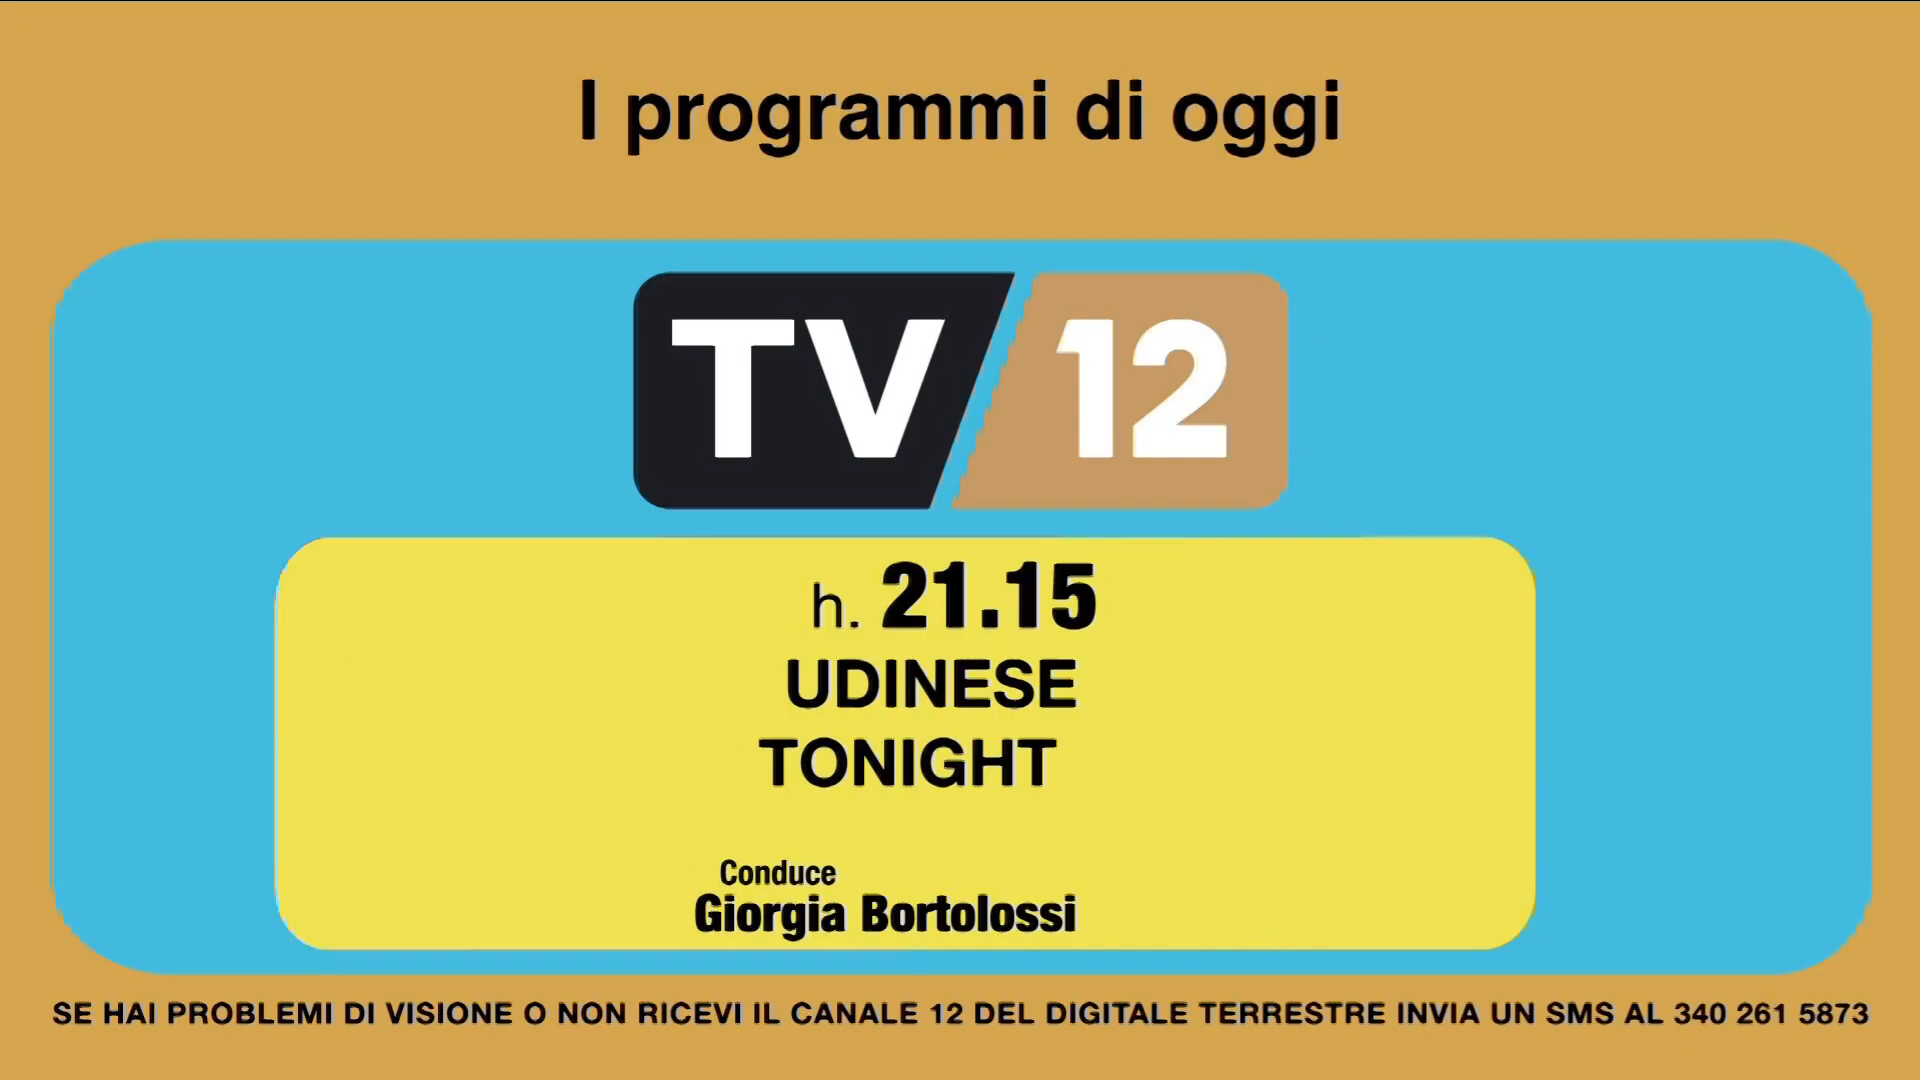 I programmi di oggi
TV 12
h. 21.15
UDINESE
TONIGHT
Conduce
Giorgia Bortolossi
SE HAI PROBLEMI DI VISIONE O NON RICEVI IL CANALE 12 DEL DIGITALE TERRESTRE INVIA UN SMS AL 340 261 5873